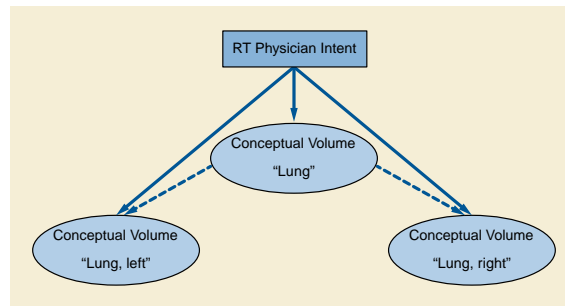 RT Physician Intent
Conceptual Volume
“Lung”
Conceptual Volume
“Lung, left”
Conceptual Volume
“Lung, right”